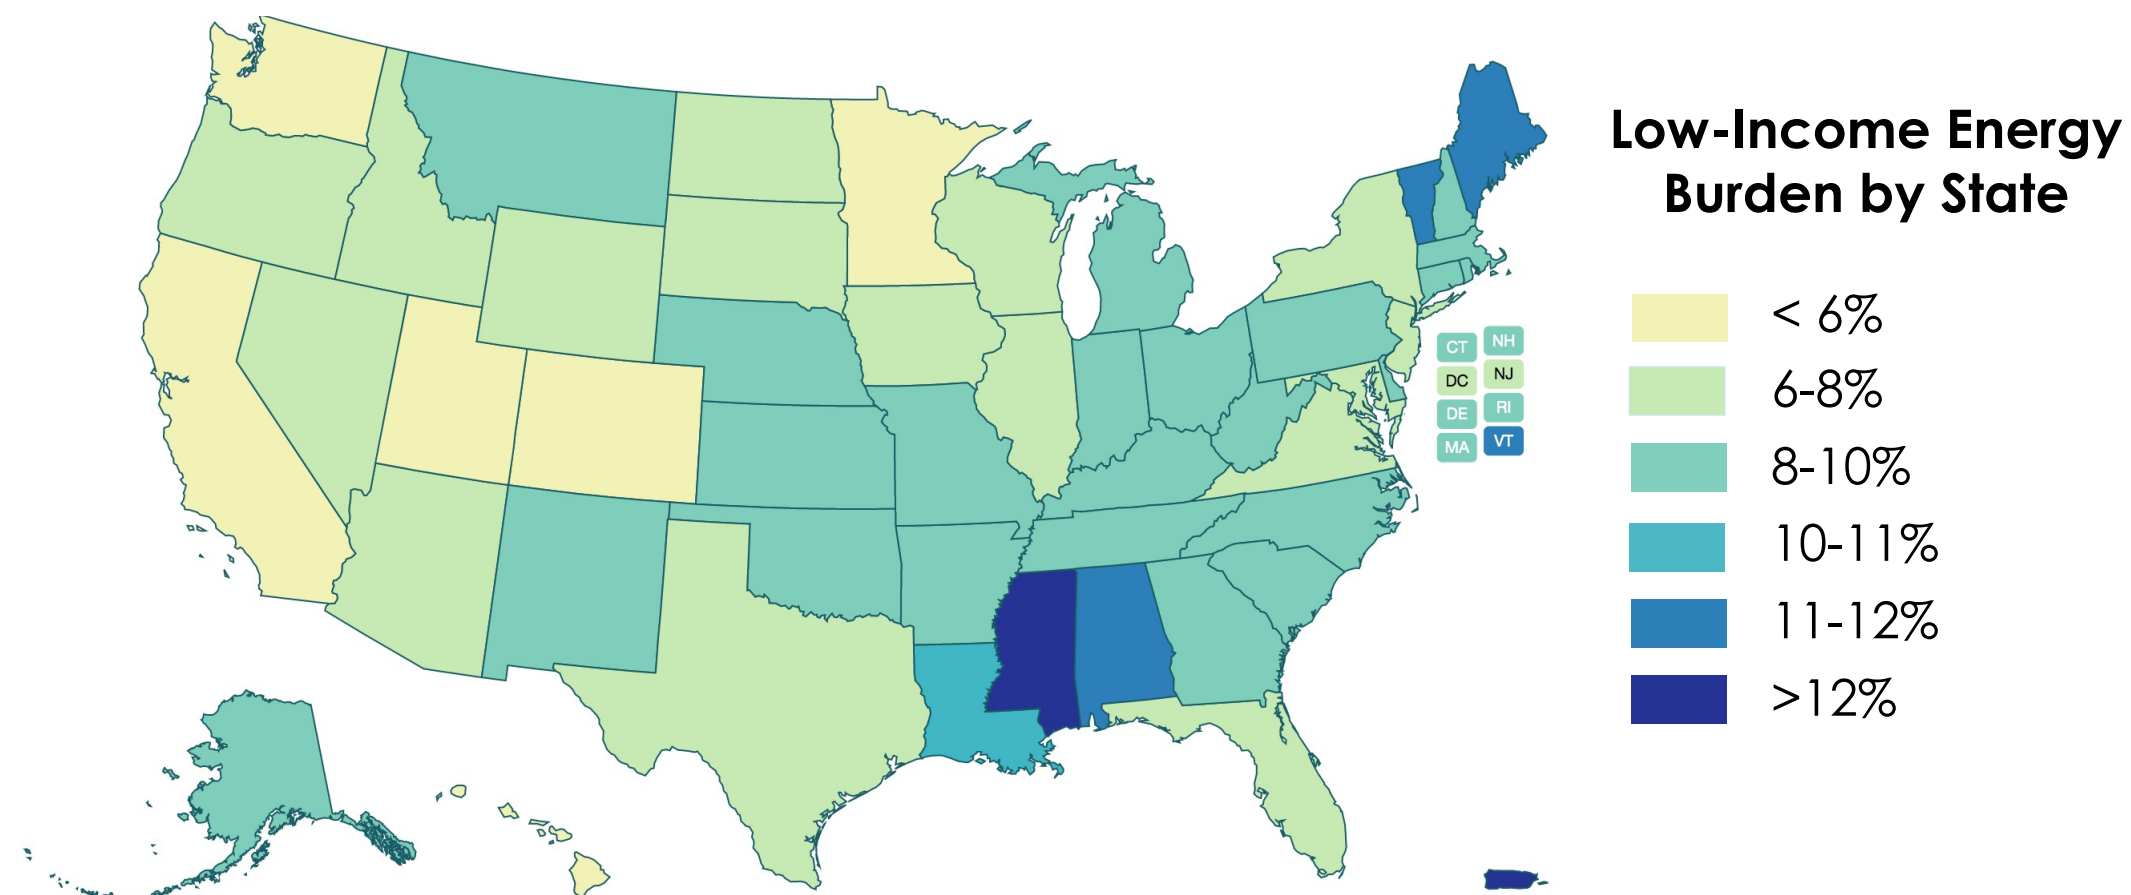 Low-Income Energy
Burden by State
< 6%
6-8%
8-10%
10-11%
11-12%
>12%
CT NH
DC NJ
DE RI
MA VT